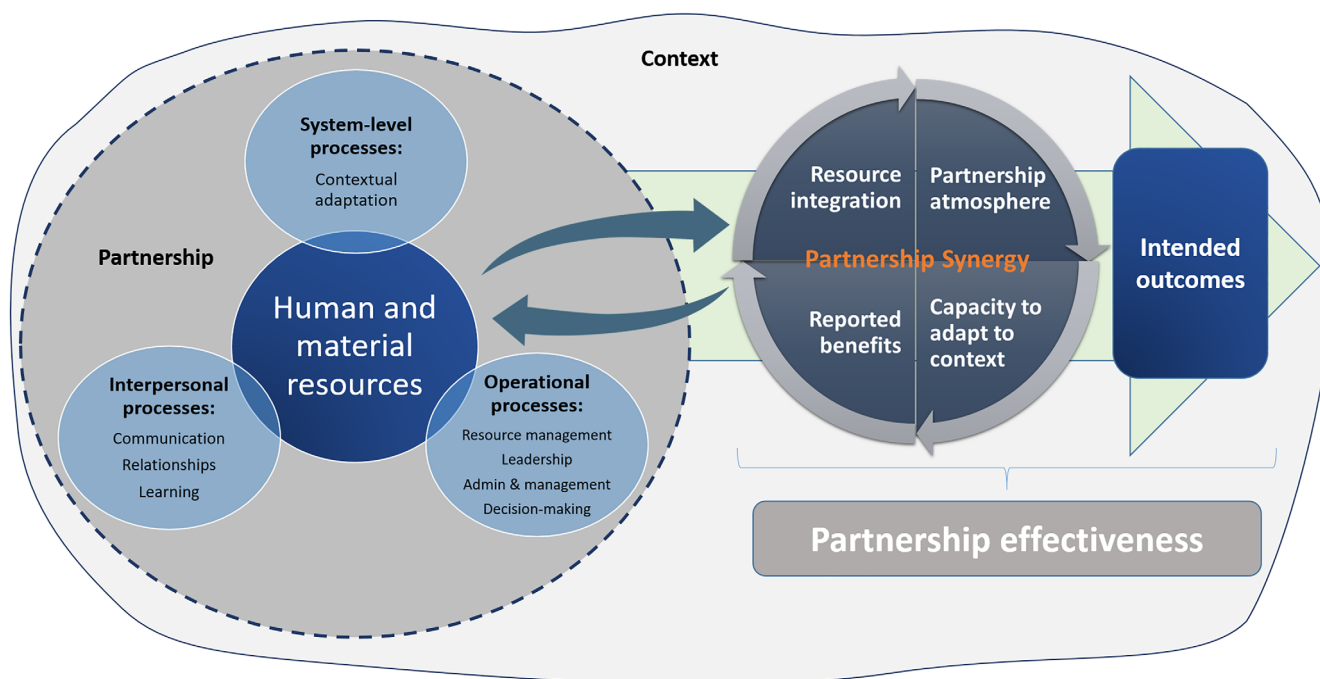 Context
Partnership
System-level
processes:
Contextual
adaptation
Human and
material
resources
Interpersonal
processes:
Communication
Relationships
Learning
Operational
processes:
Resource management
Leadership
Admin & management
Decision-making
Resource
integration
Partnership
atmosphere
Partnership Synergy
Reported
benefits
Capacity to
adapt to
context
Intended
outcomes
Partnership effectiveness